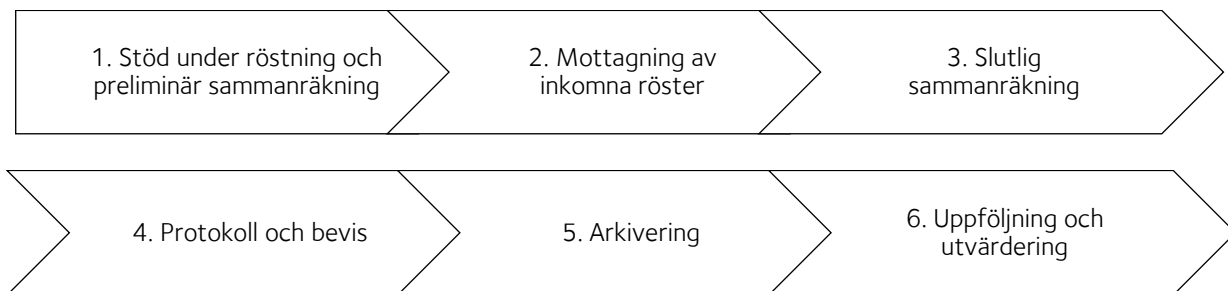 1. Stöd under röstning och
preliminär sammanräkning
2. Mottagning av
inkomna röster
3. Slutlig
sammanräkning
4. Protokoll och bevis
5. Arkivering
6. Uppföljning och
utvärdering